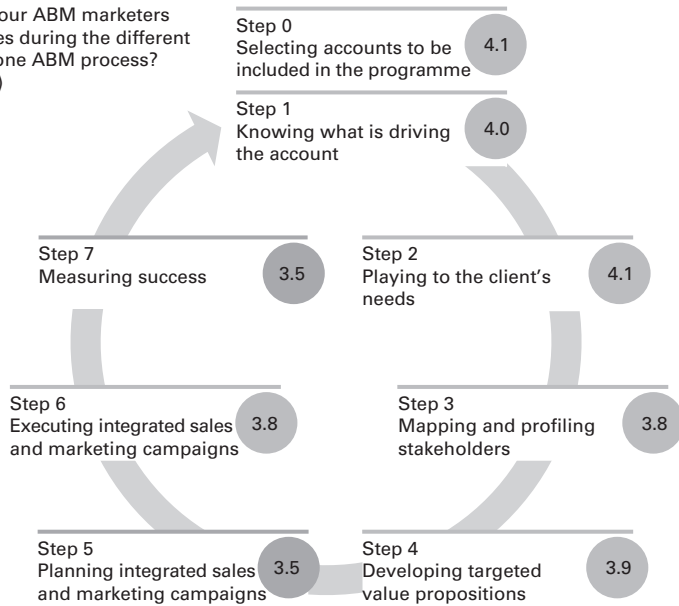 our ABM marketers
es during the different
one ABM process?
)
Step 0
Selecting accounts to be
included in the programme
4.1
Step 1
Knowing what is driving
the account
4.0
Step 2
Playing to the client's
needs
4.1
Step 3
Mapping and profiling
stakeholders
3.8
Step 4
Developing targeted
value propositions
3.9
Step 5
Planning integrated sales
and marketing campaigns
3.5
Step 6
Executing integrated sales
and marketing campaigns
3.8
Step 7
Measuring success
3.5